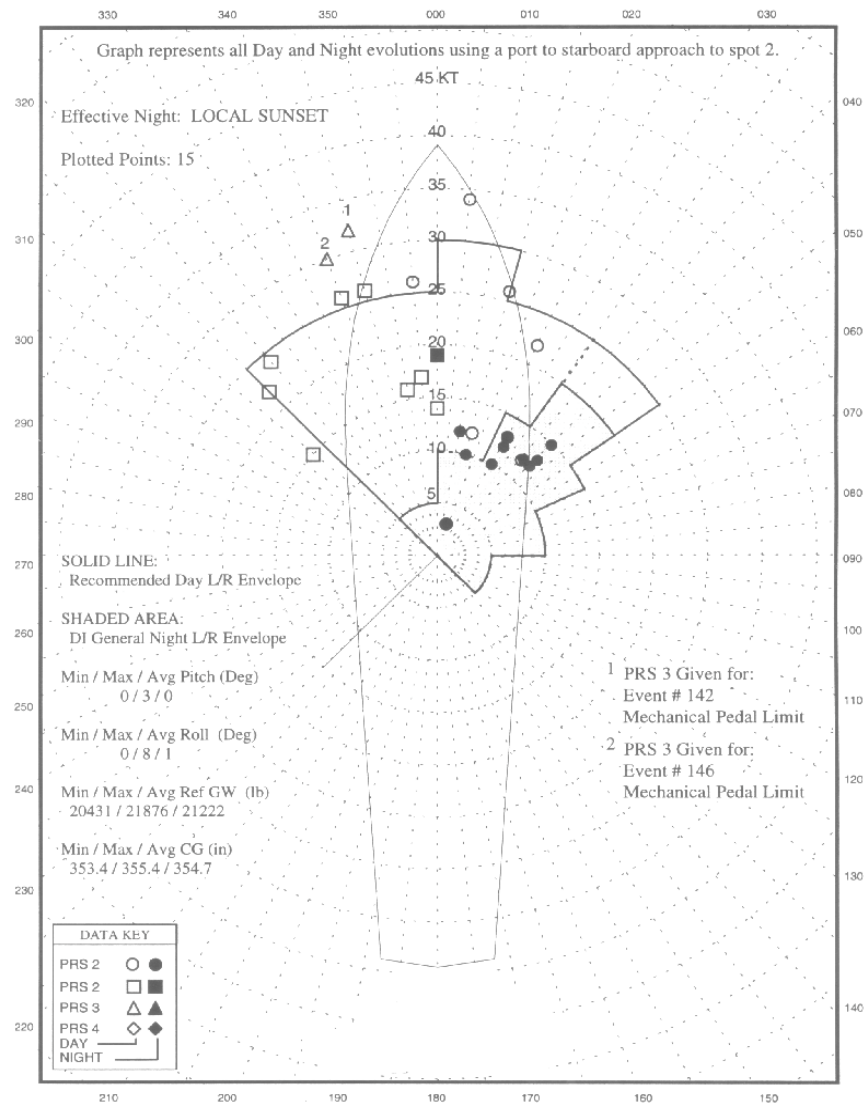 330 340 350 000 010 020 030
Graph represents all Day and Night evolutions using a port to starboard approach to spot 2.
45 KT
320
040
Effective Night: LOCAL SUNSET
40
Plotted Points: 15
35
1
310
050
30
2
25
300
060
20
290
070
15
10
280
080
5
270
090
SOLID LINE:
Recommended Day L/R Envelope
SHADED AREA:
DI General Night L/R Envelope
260
100
Min / Max / Avg Pitch (Deg)
0 / 3 / 0
1 PRS 3 Given for:
Event # 142
Mechanical Pedal Limit
250
110
Min / Max / Avg Roll (Deg)
0 / 8 / 1
2 PRS 3 Given for:
Event # 146
Mechanical Pedal Limit
240
120
Min / Max / Avg Ref GW (lb)
20431 / 21876 / 21222
Min / Max / Avg CG (in)
353.4 / 355.4 / 354.7
230
130
DATA KEY
PRS 2
PRS 2
PRS 3
PRS 4
DAY
NIGHT
220
140
210 200 190 180 170 160 150